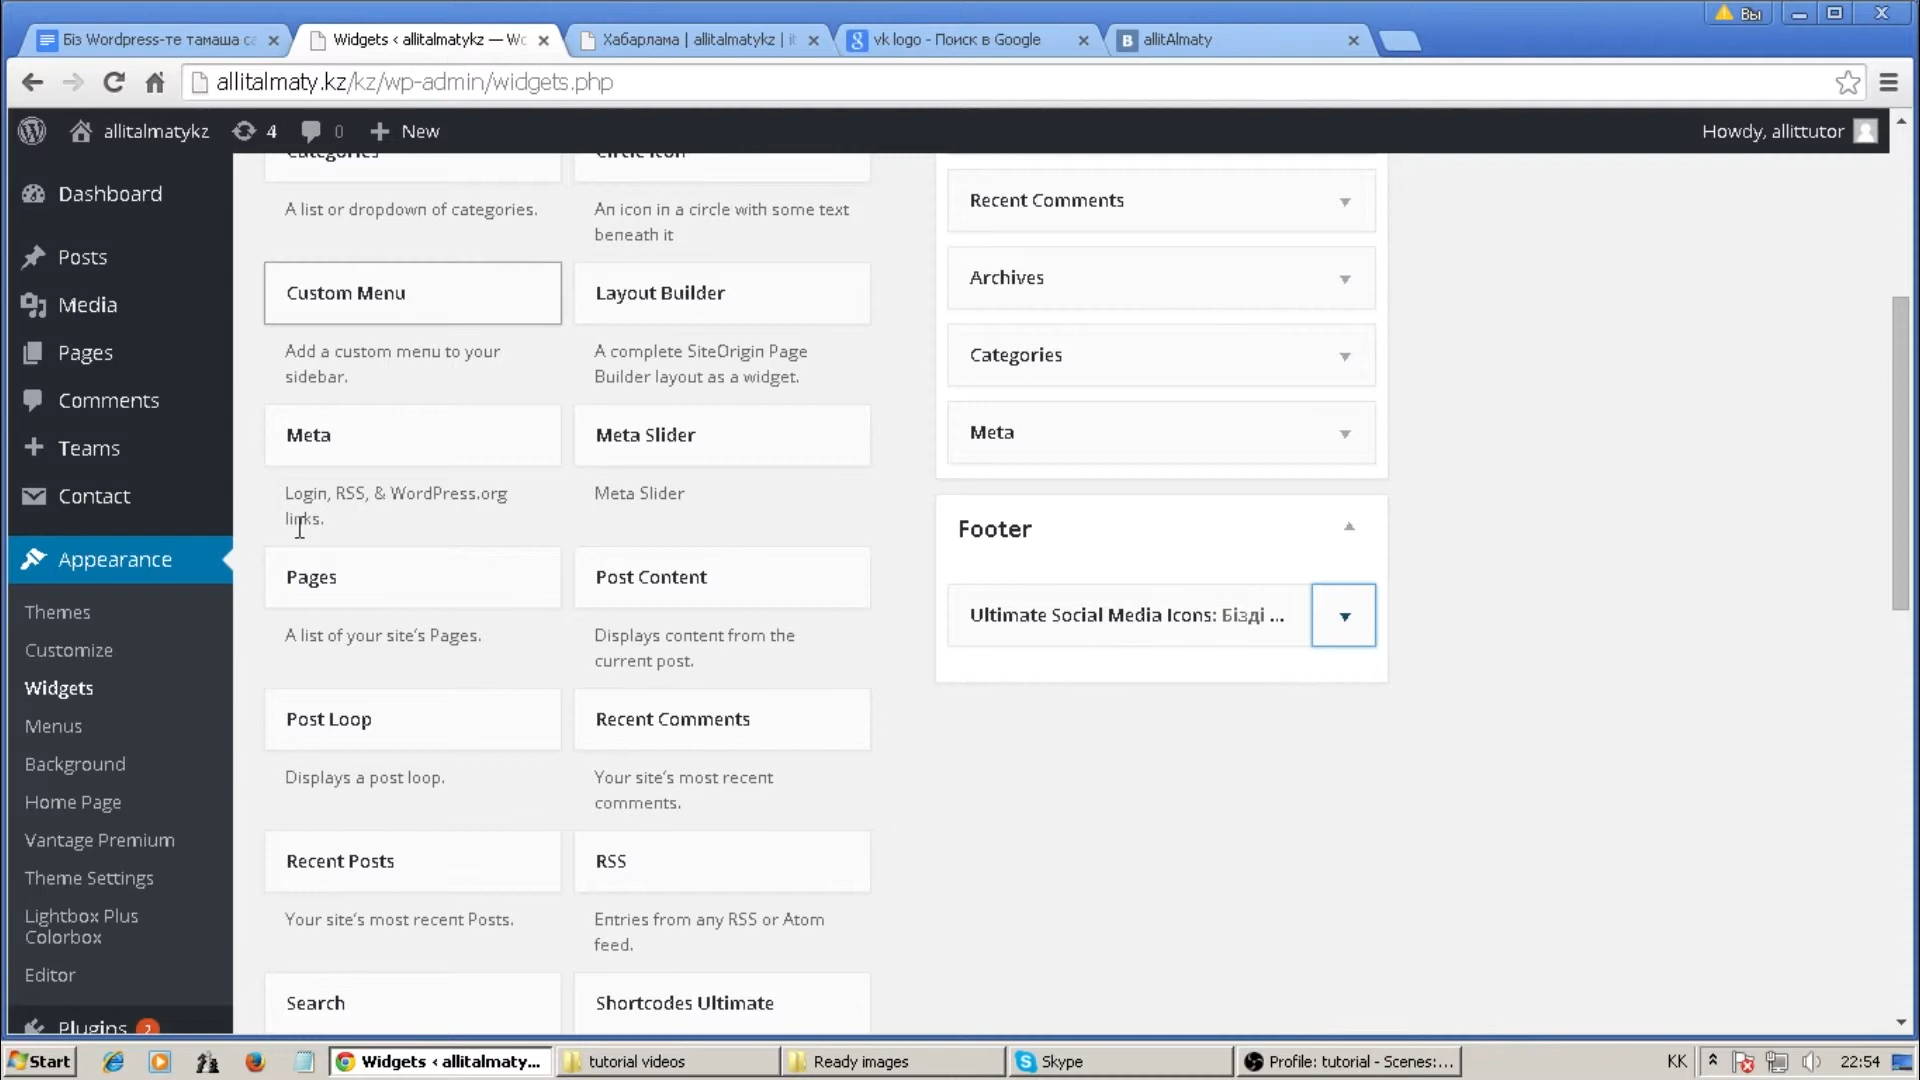 Вы
Біз Wordpress-те тамаша са
Widgets ‹ allitalmatykz — Wo
Хабарлама | allitalmatykz | it
vk logo - Поиск в Google
allitAlmaty
allitalmaty.kz/kz/wp-admin/widgets.php
allitalmatykz
4
0
New
Howdy, allittutor
Dashboard
Posts
Media
Pages
Comments
Teams
Contact
Appearance
Themes
Customize
Widgets
Menus
Background
Home Page
Vantage Premium
Theme Settings
Lightbox Plus
Colorbox
Editor
Plugins 2
Categories
A list or dropdown of categories.
Circle Icon
An icon in a circle with some text
beneath it
Custom Menu
Add a custom menu to your
sidebar.
Layout Builder
A complete SiteOrigin Page
Builder layout as a widget.
Meta
Login, RSS, & WordPress.org
links.
Meta Slider
Meta Slider
Pages
A list of your site's Pages.
Post Content
Displays content from the
current post.
Post Loop
Displays a post loop.
Recent Comments
Your site's most recent
comments.
Recent Posts
Your site's most recent Posts.
RSS
Entries from any RSS or Atom
feed.
Search
Shortcodes Ultimate
Recent Comments
Archives
Categories
Meta
Footer
Ultimate Social Media Icons: Бізді ...
Start
Widgets ‹ allitalmaty...
tutorial videos
Ready images
Skype
Profile: tutorial - Scenes:...
KK
22:54